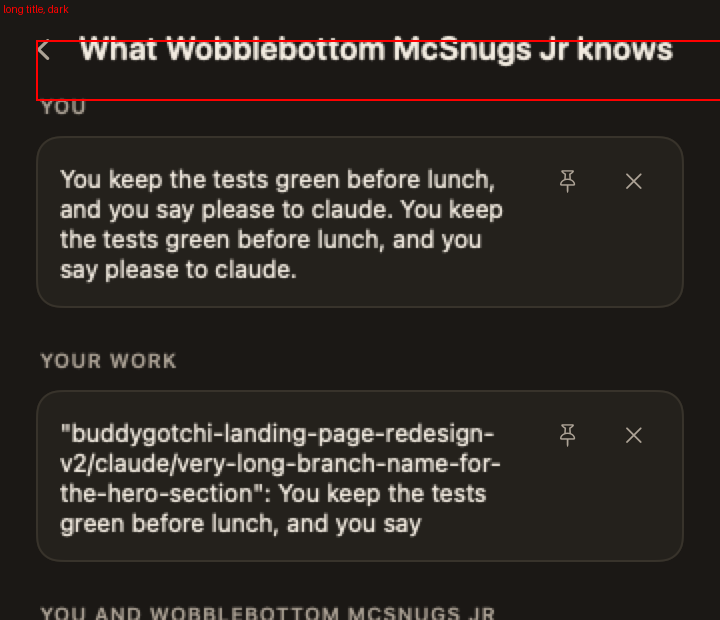 long title, dark
What Wobblebottom McSnugs Jr knows
YOU
You keep the tests green before lunch,
and you say please to claude. You keep
the tests green before lunch, and you
say please to claude.
YOUR WORK
"buddygotchi-landing-page-redesign-
v2/claude/very-long-branch-name-for-
the-hero-section": You keep the tests
green before lunch, and you say
YOU AND WOBBLEBOTTOM MCSNUGS JR